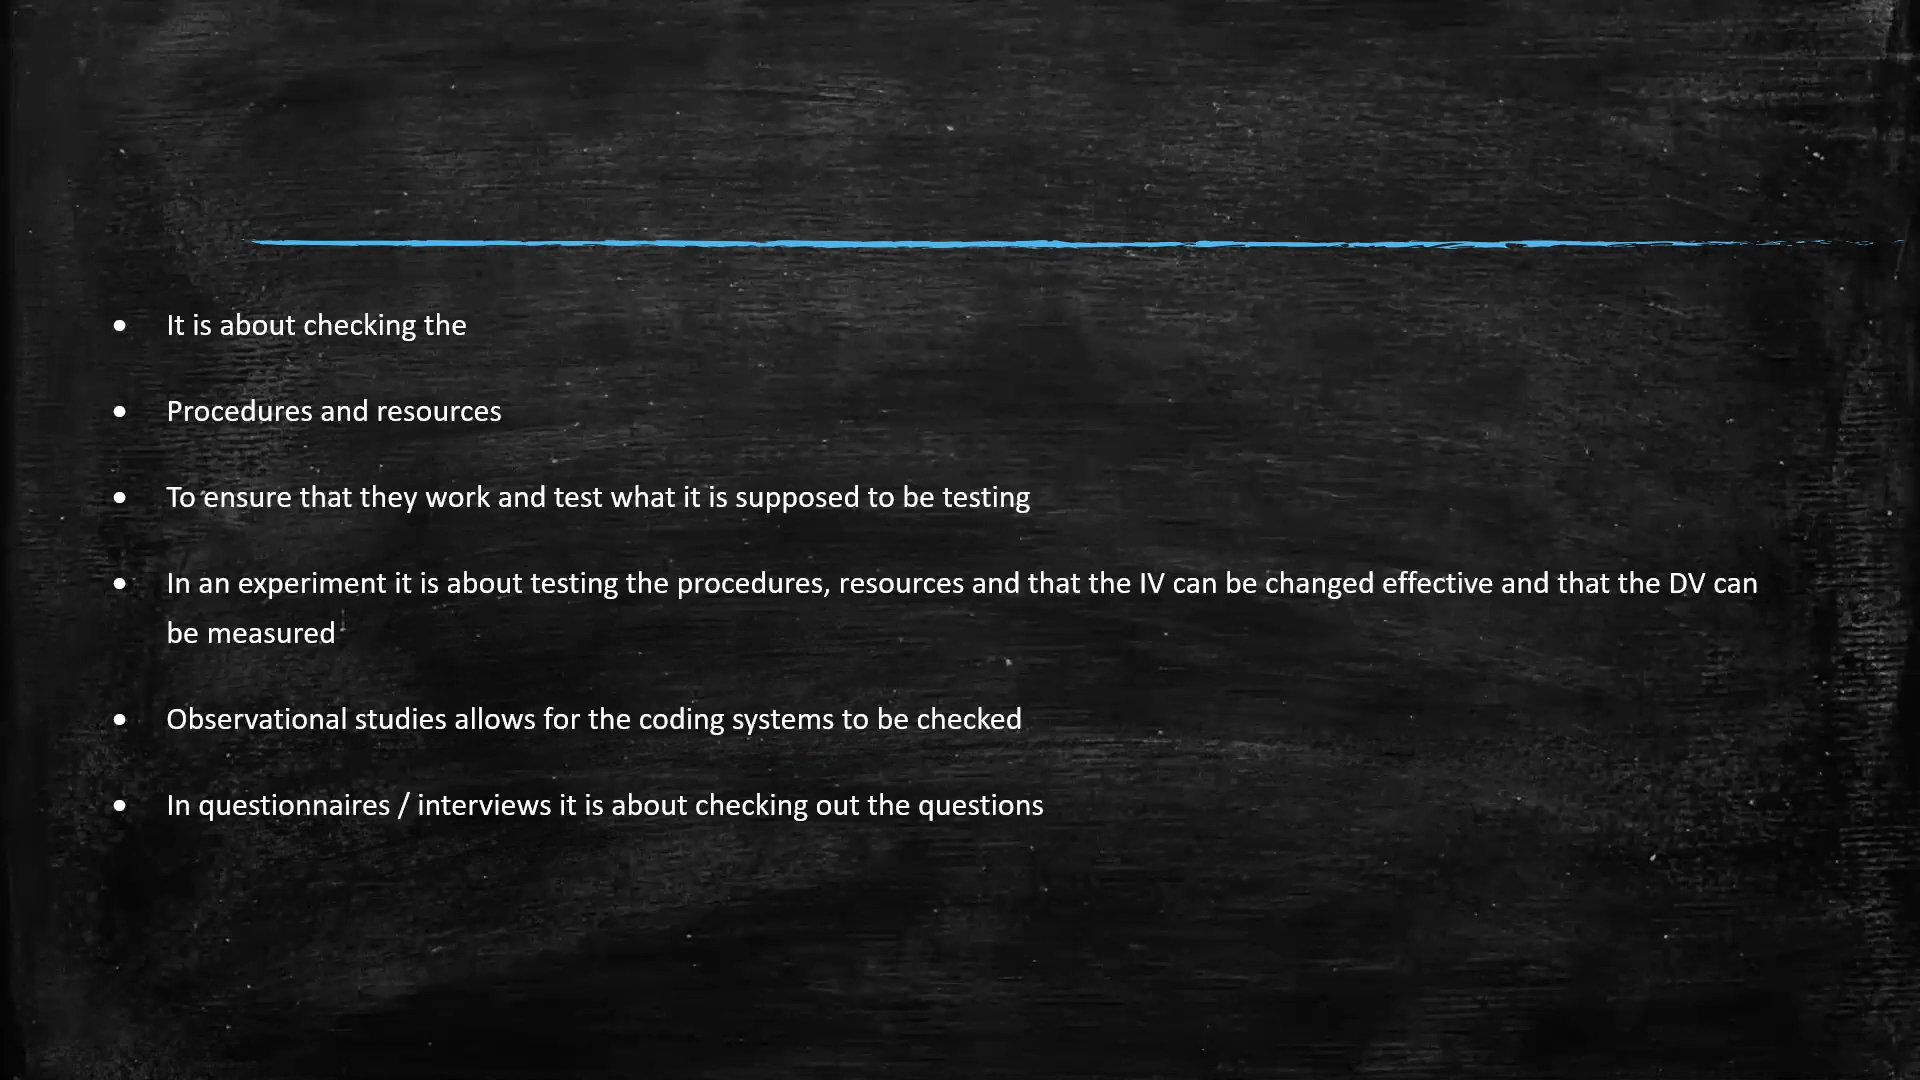 • It is about checking the
• Procedures and resources
• To ensure that they work and test what it is supposed to be testing
• In an experiment it is about testing the procedures, resources and that the IV can be changed effective and that the DV can
be measured
• Observational studies allows for the coding systems to be checked
• In questionnaires / interviews it is about checking out the questions